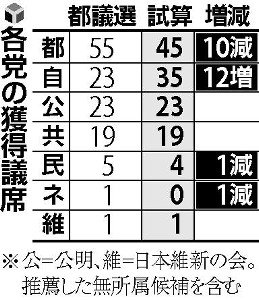 各党の獲得議席
都議選 試算 増減
都 55 45 10減
自 23 35 12増
公 23 23
共 19 19
民 5 4 1減
ネ 1 0 1減
維 1 1
※公=公明、維=日本維新の会。
推薦した無所属候補を含む